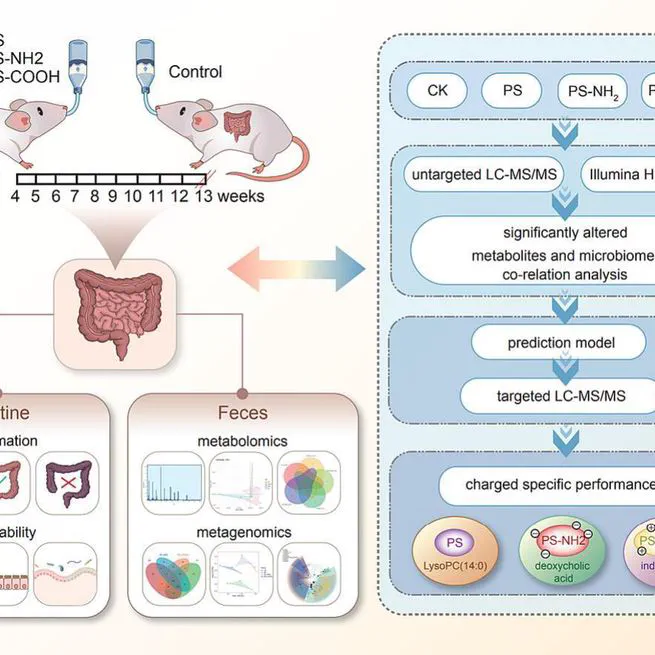 S
S-NH2
S-COOH
Control
4 5 6 7 8 9 10 11 12 13 weeks
tine
mation
ability
Feces
metabolomics
metagenomics
CK
PS
PS-NH2
P
untargeted LC-MS/MS
Illumina H
significantly altered
metabolites and microbiome
co-relation analysis
prediction model
targeted LC-MS/MS
charged specific performance
PS
LysoPC(14:0)
PS-NH2
deoxycholic
acid
PS
ind